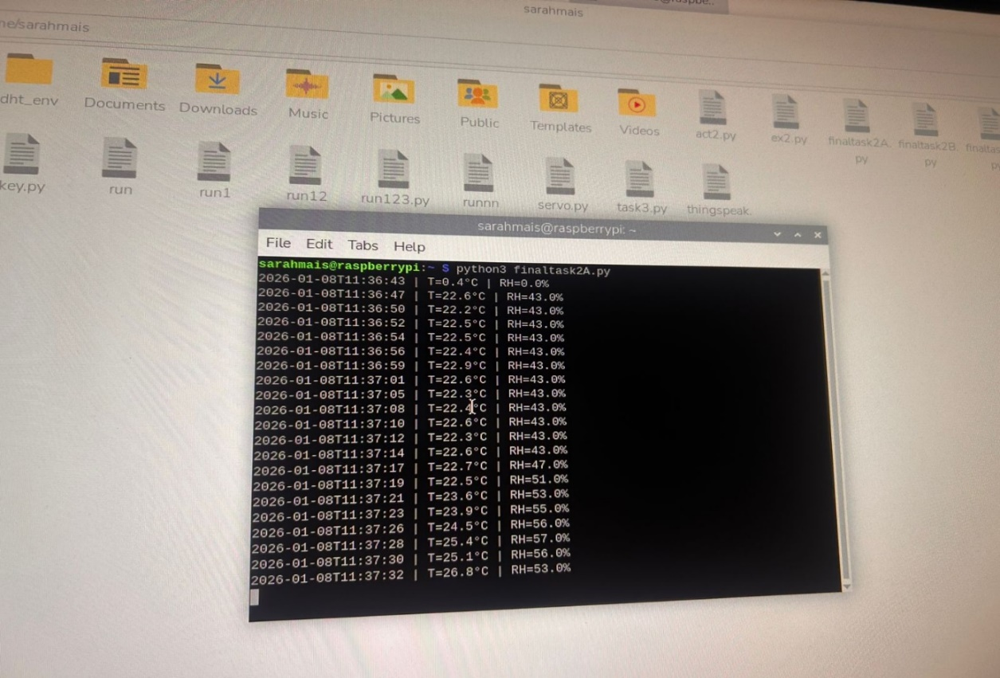 sarahmais
e/sarahmais
dht_env Documents Downloads Music Pictures Public Templates Videos act2.py ex2.py finaltask2A.py finaltask2B.py
key.py run run1 run12 run123.py runnn servo.py task3.py thingspeak.
sarahmais@raspberrypi: ~
File Edit Tabs Help
sarahmais@raspberrypi:~ $ python3 finaltask2A.py
2026-01-08T11:36:43 | T=0.4°C | RH=0.0%
2026-01-08T11:36:47 | T=22.6°C | RH=43.0%
2026-01-08T11:36:50 | T=22.2°C | RH=43.0%
2026-01-08T11:36:52 | T=22.5°C | RH=43.0%
2026-01-08T11:36:54 | T=22.5°C | RH=43.0%
2026-01-08T11:36:56 | T=22.4°C | RH=43.0%
2026-01-08T11:36:59 | T=22.9°C | RH=43.0%
2026-01-08T11:37:01 | T=22.6°C | RH=43.0%
2026-01-08T11:37:05 | T=22.3°C | RH=43.0%
2026-01-08T11:37:08 | T=22.4°C | RH=43.0%
2026-01-08T11:37:10 | T=22.6°C | RH=43.0%
2026-01-08T11:37:12 | T=22.3°C | RH=43.0%
2026-01-08T11:37:14 | T=22.6°C | RH=43.0%
2026-01-08T11:37:17 | T=22.7°C | RH=47.0%
2026-01-08T11:37:19 | T=22.5°C | RH=51.0%
2026-01-08T11:37:21 | T=23.6°C | RH=53.0%
2026-01-08T11:37:23 | T=23.9°C | RH=55.0%
2026-01-08T11:37:26 | T=24.5°C | RH=56.0%
2026-01-08T11:37:28 | T=25.4°C | RH=57.0%
2026-01-08T11:37:30 | T=25.1°C | RH=56.0%
2026-01-08T11:37:32 | T=26.8°C | RH=53.0%